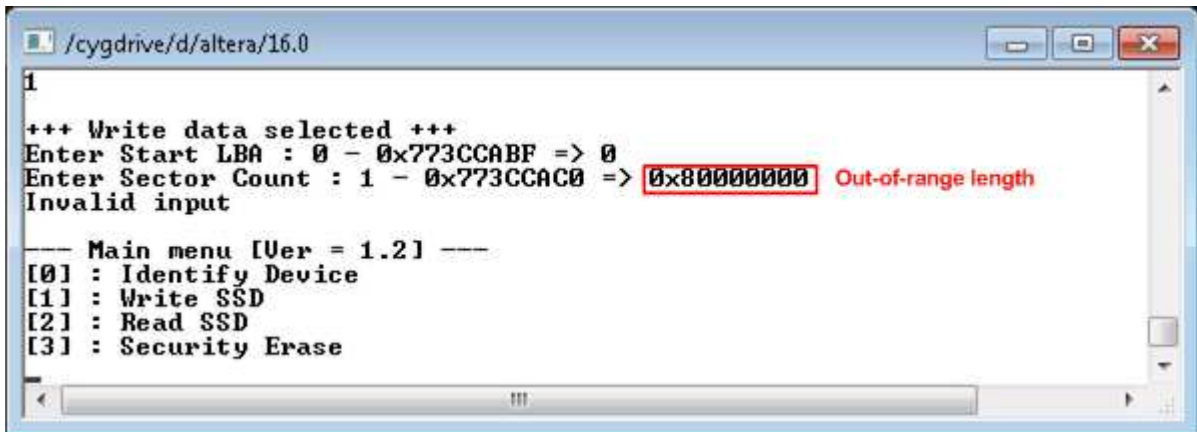 /cygdrive/d/altera/16.0
1
+++ Write data selected +++
Enter Start LBA : 0 - 0x773CCABF => 0
Enter Sector Count : 1 - 0x773CCAC0 => 0x80000000 Out-of-range length
Invalid input
--- Main menu [Ver = 1.2] ---
[0] : Identify Device
[1] : Write SSD
[2] : Read SSD
[3] : Security Erase